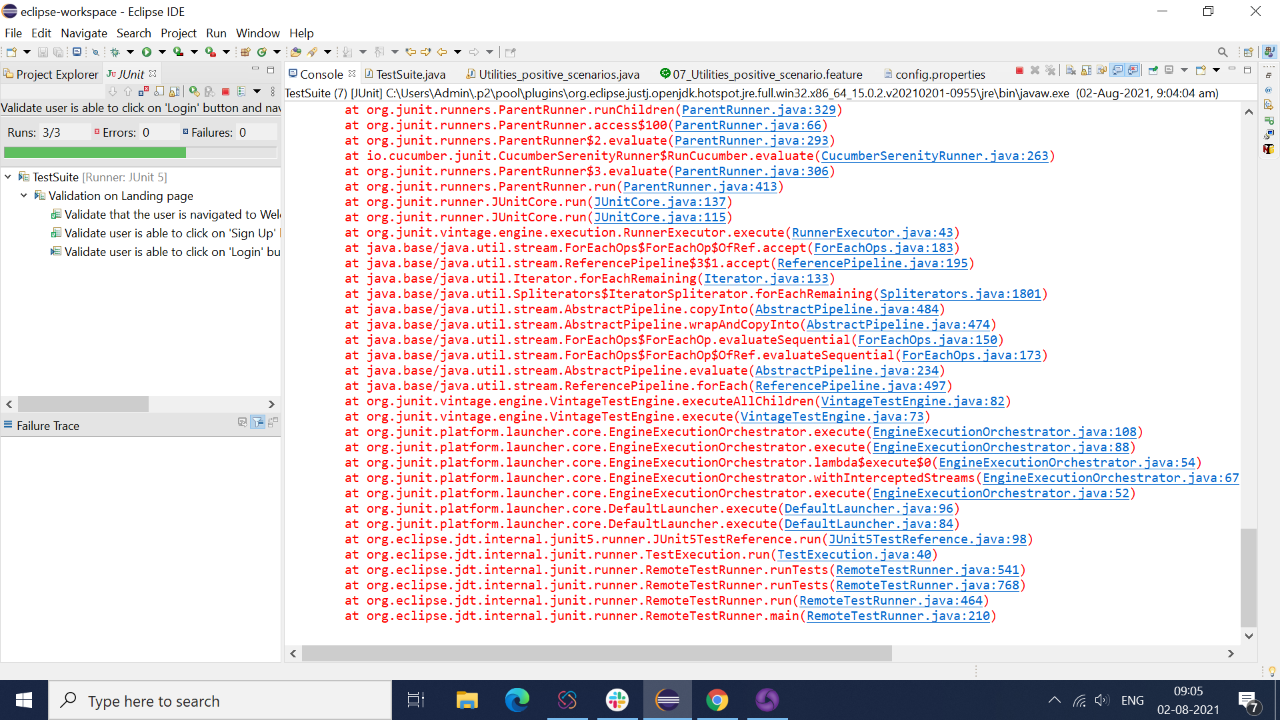 eclipse-workspace - Eclipse IDE
File Edit Navigate Search Project Run Window Help
Project Explorer JUnit
Console TestSuite.java Utilities_positive_scenarios.java 07_Utilities_positive_scenario.feature config.properties
TestSuite (7) [JUnit] C:\Users\Admin\.p2\pool\plugins\org.eclipse.justj.openjdk.hotspot.jre.full.win32.x86_64_15.0.2.v20210201-0955\jre\bin\javaw.exe (02-Aug-2021, 9:04:04 am)
Validate user is able to click on 'Login' button and nav
Runs: 3/3 Errors: 0 Failures: 0
TestSuite [Runner: JUnit 5]
Validation on Landing page
Validate that the user is navigated to Wel
Validate user is able to click on 'Sign Up'
Validate user is able to click on 'Login' bu
Failure Trace
at org.junit.runners.ParentRunner.runChildren(ParentRunner.java:329)
at org.junit.runners.ParentRunner.access$100(ParentRunner.java:66)
at org.junit.runners.ParentRunner$2.evaluate(ParentRunner.java:293)
at io.cucumber.junit.CucumberSerenityRunner$RunCucumber.evaluate(CucumberSerenityRunner.java:263)
at org.junit.runners.ParentRunner$3.evaluate(ParentRunner.java:306)
at org.junit.runners.ParentRunner.run(ParentRunner.java:413)
at org.junit.runner.JUnitCore.run(JUnitCore.java:137)
at org.junit.runner.JUnitCore.run(JUnitCore.java:115)
at org.junit.vintage.engine.execution.RunnerExecutor.execute(RunnerExecutor.java:43)
at java.base/java.util.stream.ForEachOps$ForEachOp$OfRef.accept(ForEachOps.java:183)
at java.base/java.util.stream.ReferencePipeline$3$1.accept(ReferencePipeline.java:195)
at java.base/java.util.Iterator.forEachRemaining(Iterator.java:133)
at java.base/java.util.Spliterators$IteratorSpliterator.forEachRemaining(Spliterators.java:1801)
at java.base/java.util.stream.AbstractPipeline.copyInto(AbstractPipeline.java:484)
at java.base/java.util.stream.AbstractPipeline.wrapAndCopyInto(AbstractPipeline.java:474)
at java.base/java.util.stream.ForEachOps$ForEachOp.evaluateSequential(ForEachOps.java:150)
at java.base/java.util.stream.ForEachOps$ForEachOp$OfRef.evaluateSequential(ForEachOps.java:173)
at java.base/java.util.stream.AbstractPipeline.evaluate(AbstractPipeline.java:234)
at java.base/java.util.stream.ReferencePipeline.forEach(ReferencePipeline.java:497)
at org.junit.vintage.engine.VintageTestEngine.executeAllChildren(VintageTestEngine.java:82)
at org.junit.vintage.engine.VintageTestEngine.execute(VintageTestEngine.java:73)
at org.junit.platform.launcher.core.EngineExecutionOrchestrator.execute(EngineExecutionOrchestrator.java:108)
at org.junit.platform.launcher.core.EngineExecutionOrchestrator.execute(EngineExecutionOrchestrator.java:88)
at org.junit.platform.launcher.core.EngineExecutionOrchestrator.lambda$execute$0(EngineExecutionOrchestrator.java:54)
at org.junit.platform.launcher.core.EngineExecutionOrchestrator.withInterceptedStreams(EngineExecutionOrchestrator.java:67
at org.junit.platform.launcher.core.EngineExecutionOrchestrator.execute(EngineExecutionOrchestrator.java:52)
at org.junit.platform.launcher.core.DefaultLauncher.execute(DefaultLauncher.java:96)
at org.junit.platform.launcher.core.DefaultLauncher.execute(DefaultLauncher.java:84)
at org.eclipse.jdt.internal.junit5.runner.JUnit5TestReference.run(JUnit5TestReference.java:98)
at org.eclipse.jdt.internal.junit.runner.TestExecution.run(TestExecution.java:40)
at org.eclipse.jdt.internal.junit.runner.RemoteTestRunner.runTests(RemoteTestRunner.java:541)
at org.eclipse.jdt.internal.junit.runner.RemoteTestRunner.runTests(RemoteTestRunner.java:768)
at org.eclipse.jdt.internal.junit.runner.RemoteTestRunner.run(RemoteTestRunner.java:464)
at org.eclipse.jdt.internal.junit.runner.RemoteTestRunner.main(RemoteTestRunner.java:210)
Type here to search
ENG
09:05
02-08-2021
7